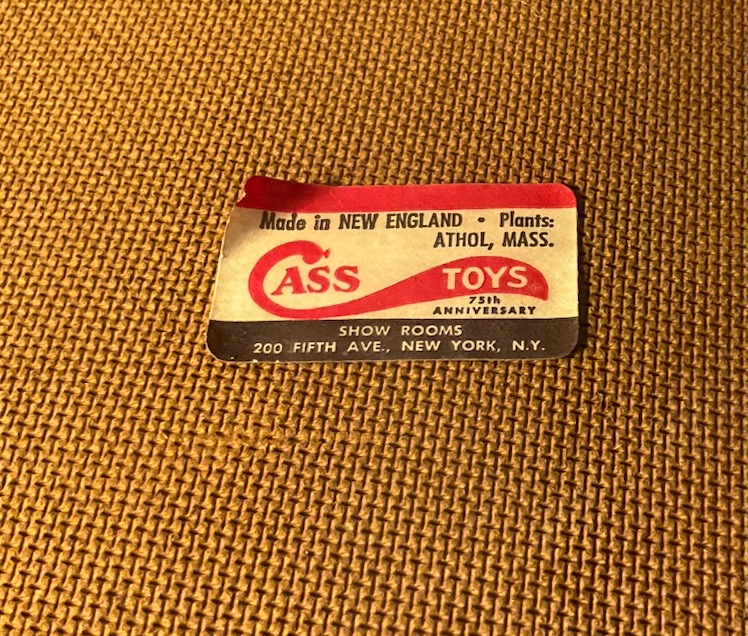 Made in NEW ENGLAND • Plants:
ATHOL, MASS.
CASS TOYS
75th
ANNIVERSARY
SHOW ROOMS
200 FIFTH AVE., NEW YORK, N.Y.